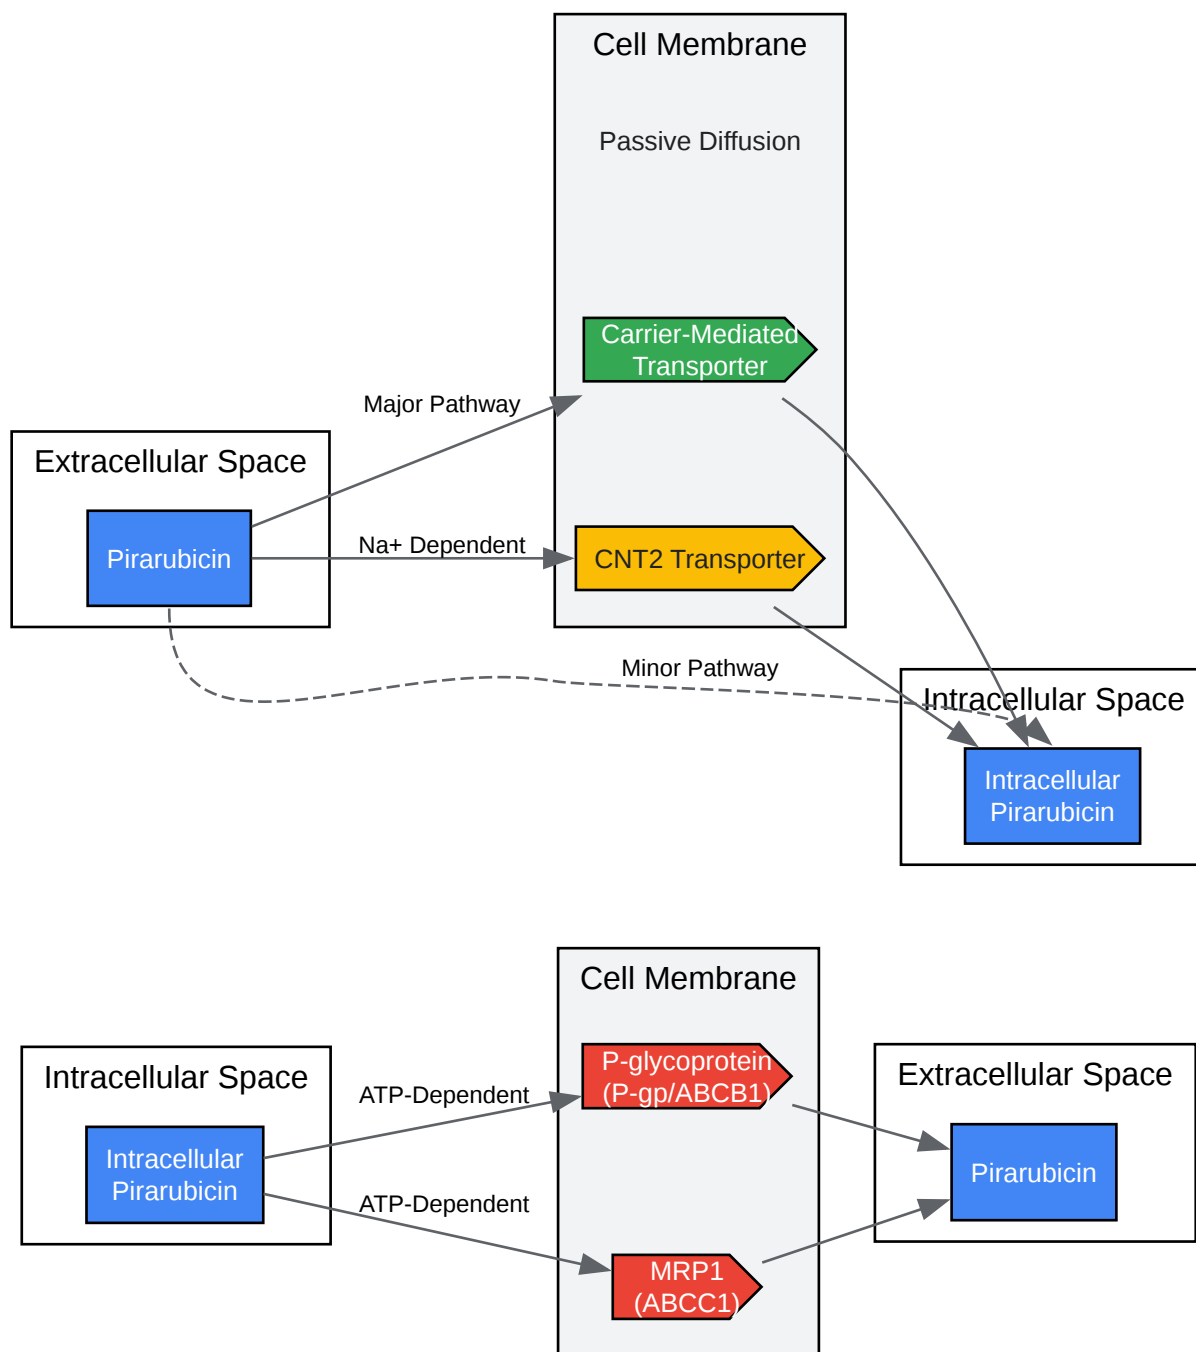 Cell Membrane
Passive Diffusion
Carrier-Mediated
Transporter
Major Pathway
Extracellular Space
Pirarubicin
Na+ Dependent
CNT2 Transporter
Minor Pathway
Intracellular Space
Intracellular
Pirarubicin
Cell Membrane
Intracellular Space
Intracellular
Pirarubicin
ATP-Dependent
P-glycoprotein
(P-gp/ABCB1)
Extracellular Space
Pirarubicin
ATP-Dependent
MRP1
(ABCC1)